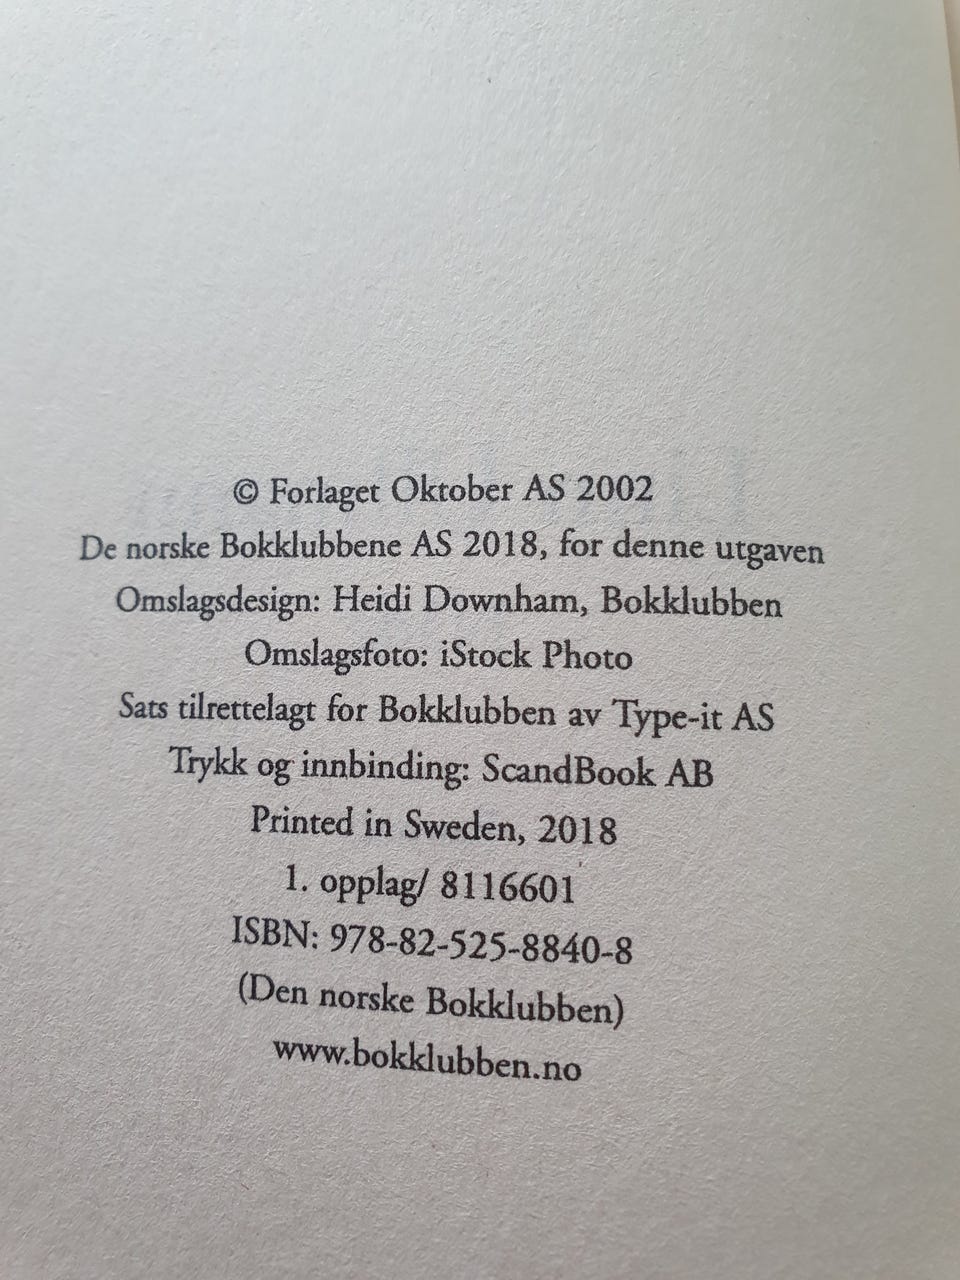 © Forlaget Oktober AS 2002
De norske Bokklubbene AS 2018, for denne utgaven
Omslagsdesign: Heidi Downham, Bokklubben
Omslagsfoto: iStock Photo
Sats tilrettelagt for Bokklubben av Type-it AS
Trykk og innbinding: ScandBook AB
Printed in Sweden, 2018
1. opplag/ 8116601
ISBN: 978-82-525-8840-8
(Den norske Bokklubben)
www.bokklubben.no